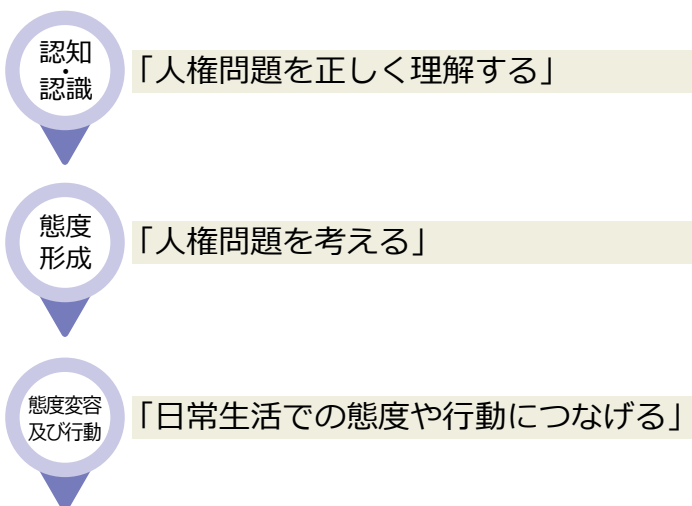 認知
・
認識
「人権問題を正しく理解する」
態度
形成
「人権問題を考える」
態度変容
及び行動
「日常生活での態度や行動につなげる」